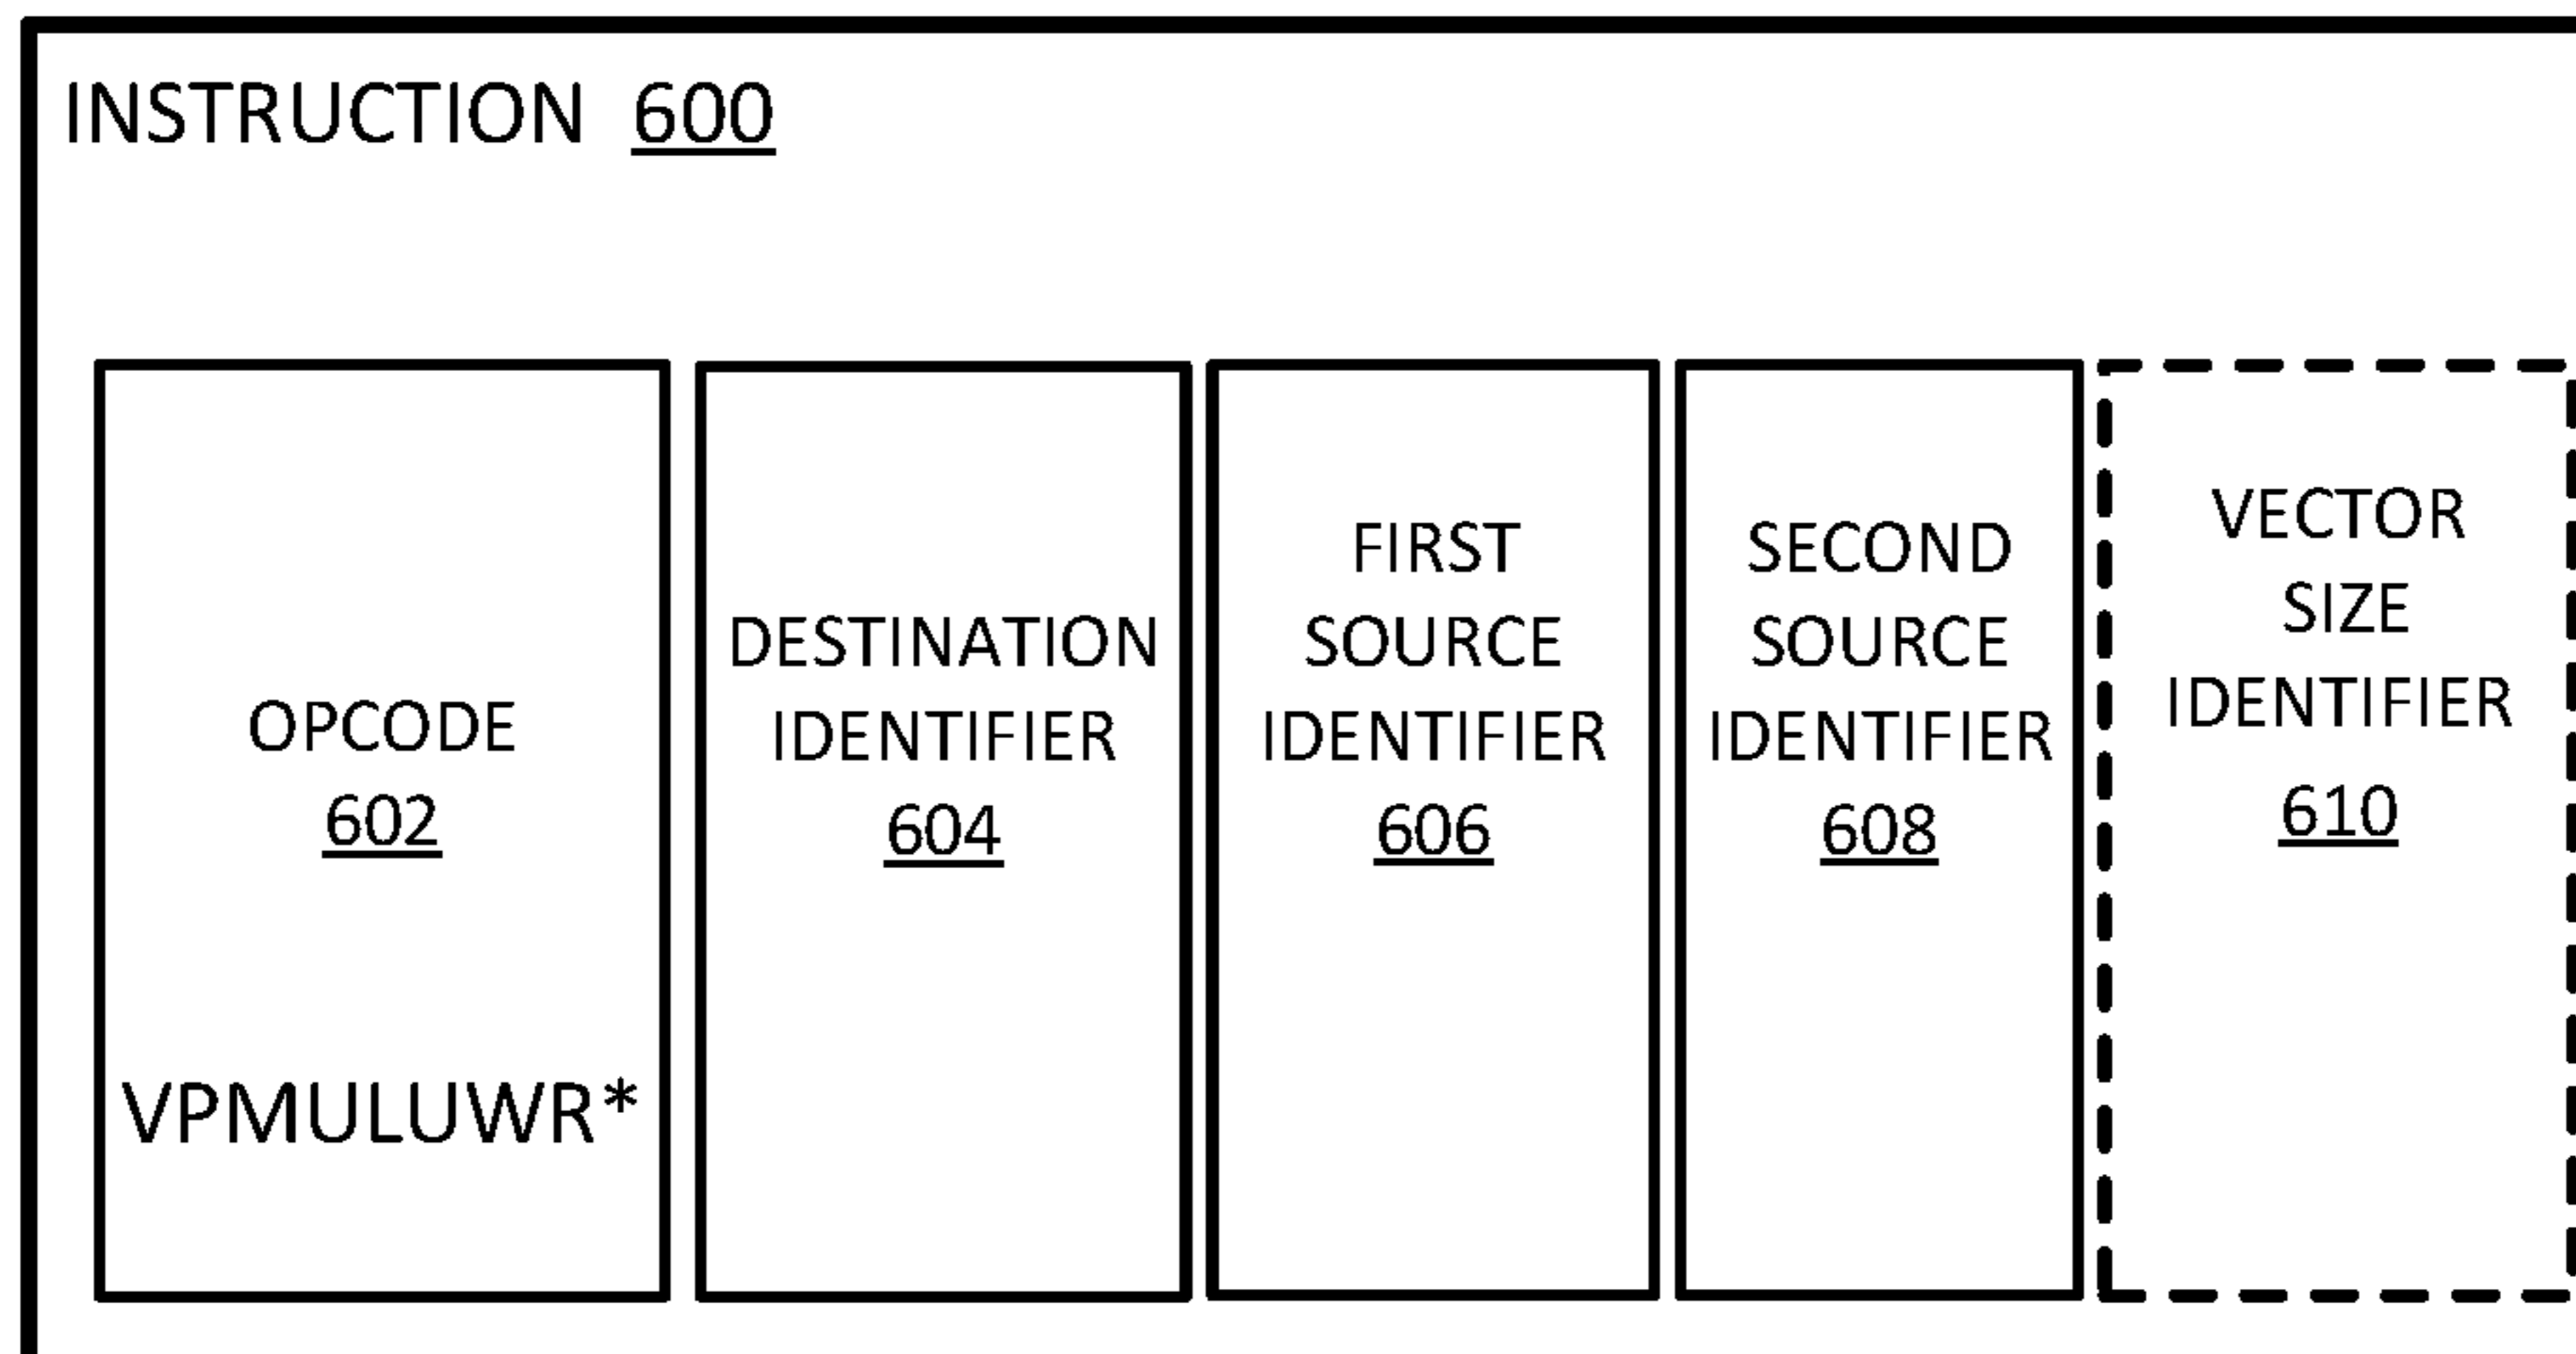 INSTRUCTION 600
OPCODE
602
VPMULUWR*
DESTINATION
IDENTIFIER
604
FIRST
SOURCE
IDENTIFIER
606
SECOND
SOURCE
IDENTIFIER
608
VECTOR
SIZE
IDENTIFIER
610